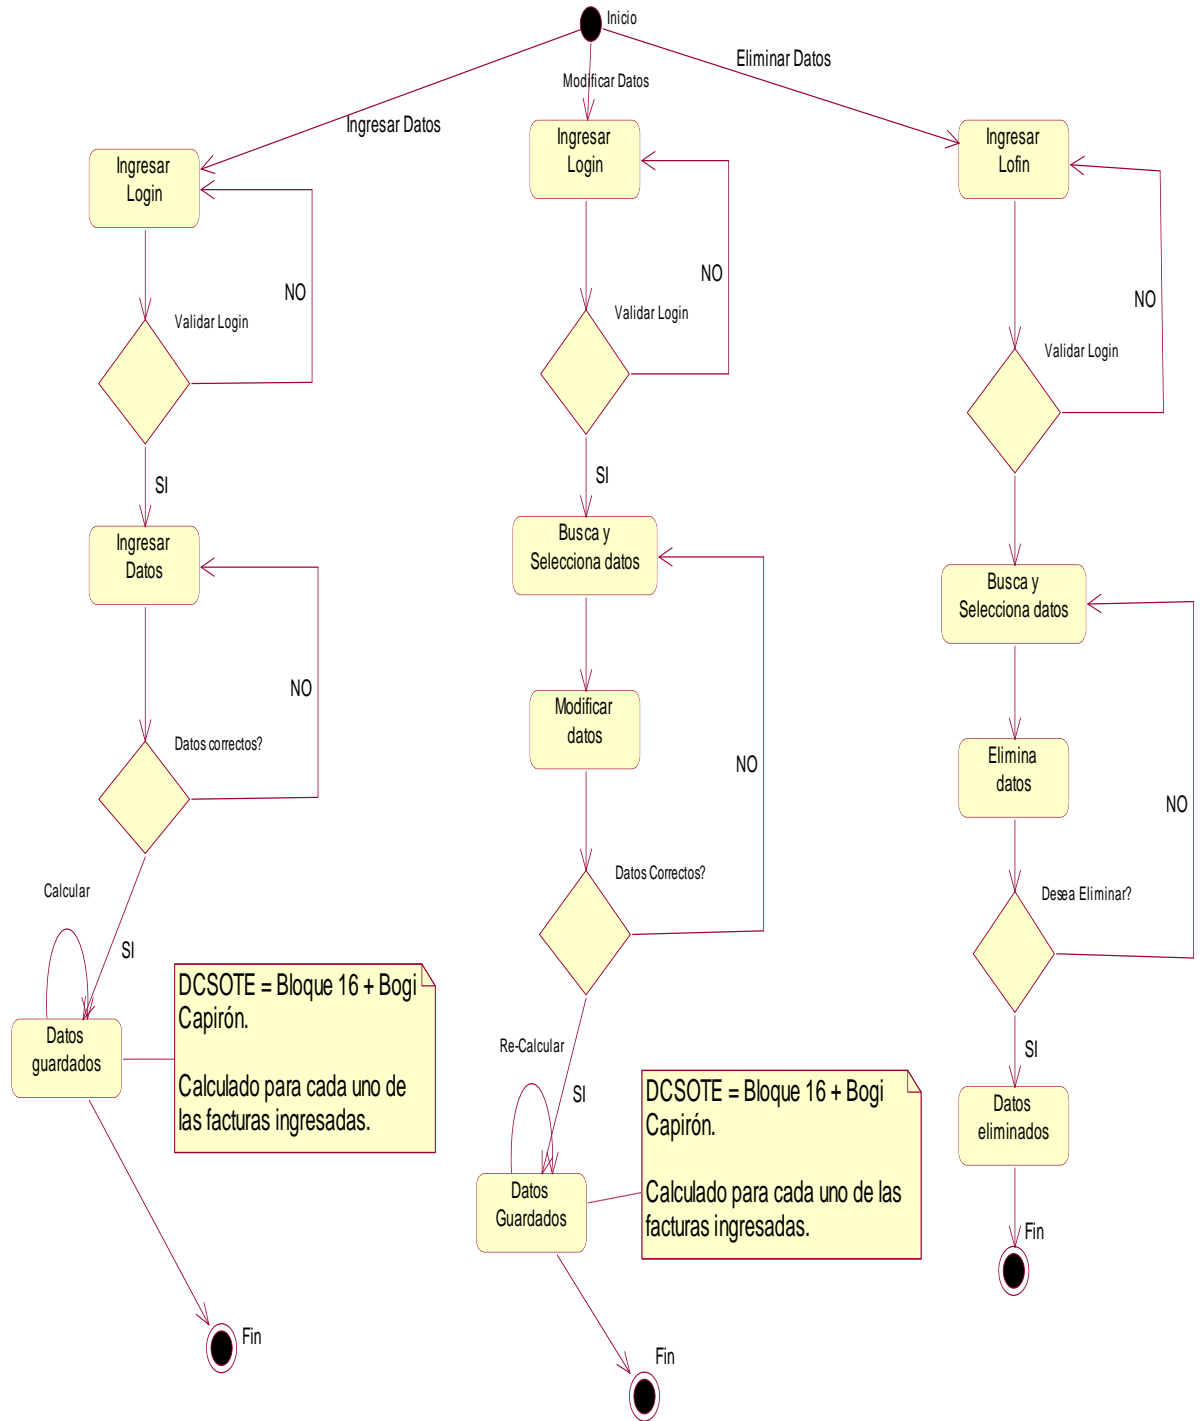 Inicio
Eliminar Datos
Modificar Datos
Ingresar Datos
Ingresar
Login
NO
Validar Login
SI
Ingresar
Datos
NO
Datos correctos?
Calcular
SI
Datos
guardados
DCSOTE = Bloque 16 + Bogi
Capirón.
Calculado para cada uno de
las facturas ingresadas.
Fin
Ingresar
Login
NO
Validar Login
SI
Busca y
Selecciona datos
Modificar
datos
NO
Datos Correctos?
Re-Calcular
SI
Datos
Guardados
DCSOTE = Bloque 16 + Bogi
Capirón.
Calculado para cada uno de las
facturas ingresadas.
Fin
Ingresar
Lofin
NO
Validar Login
Busca y
Selecciona datos
Elimina
datos
NO
Desea Eliminar?
SI
Datos
eliminados
Fin